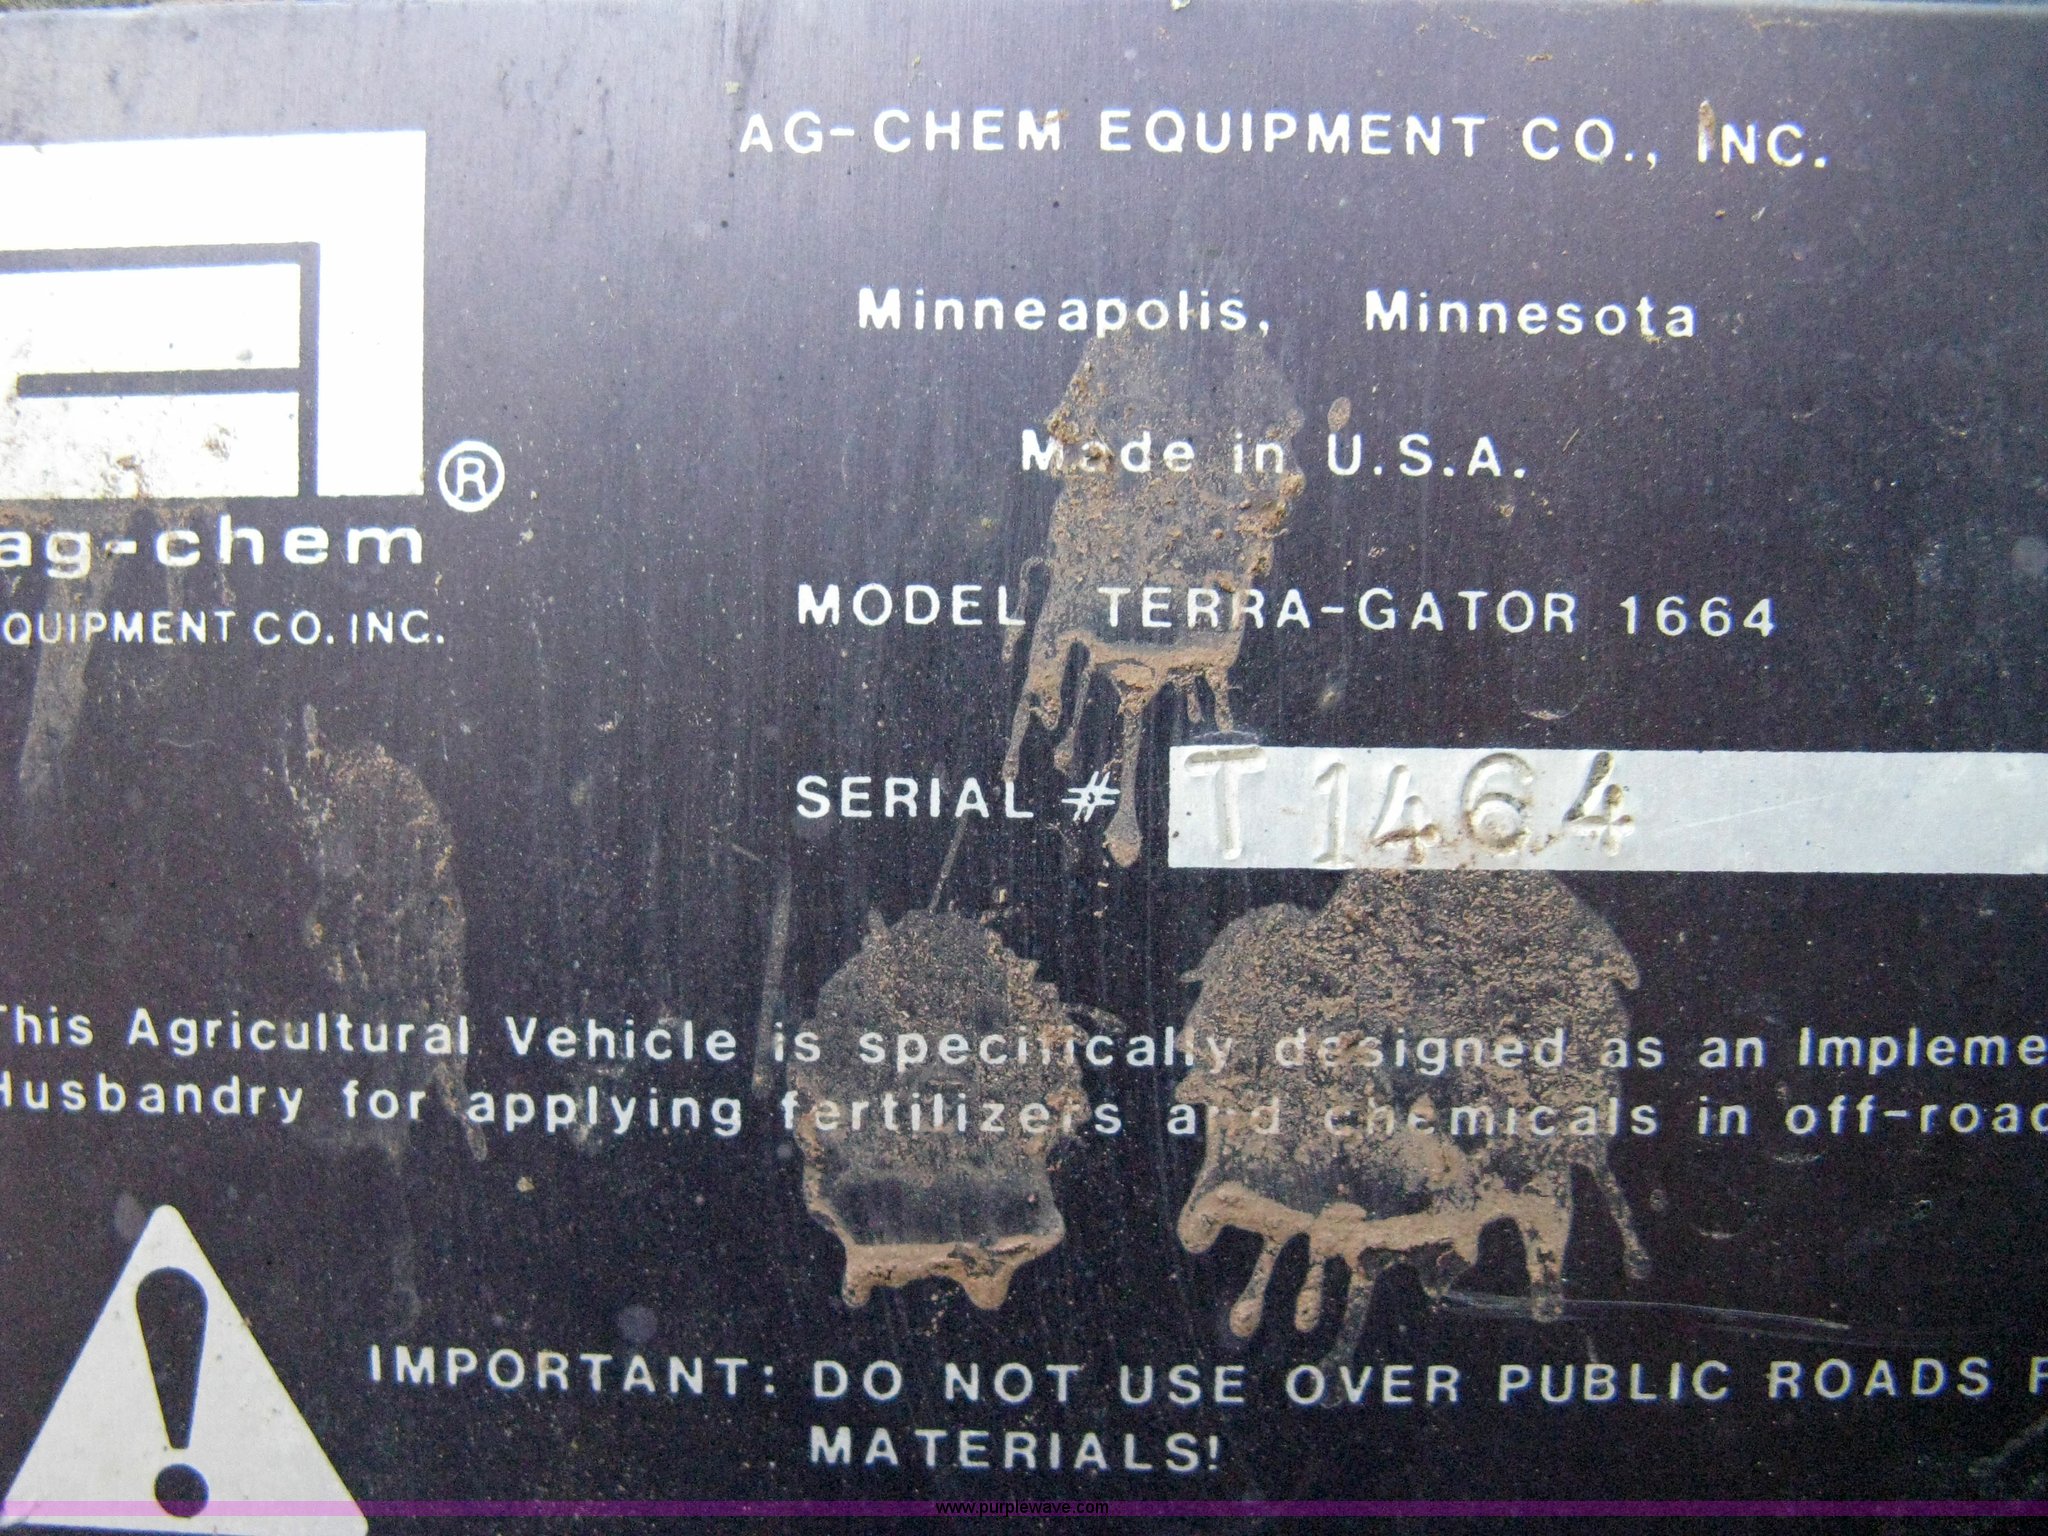 AG-CHEM EQUIPMENT CO., INC.
Minneapolis, Minnesota
Made in U.S.A.
®
ag-chem
QUIPMENT CO. INC.
MODEL TERRA-GATOR 1664
SERIAL # T1464
This Agricultural Vehicle is specifically designed as an Impleme
Husbandry for applying fertilizers and chemicals in off-road
IMPORTANT: DO NOT USE OVER PUBLIC ROADS F
MATERIALS!
www.purplewave.com